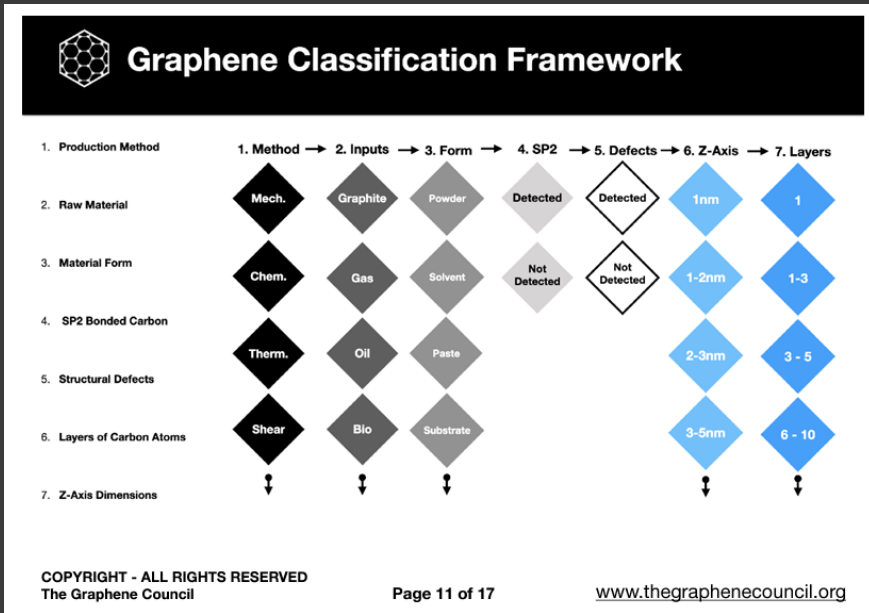 Graphene Classification Framework
1. Production Method
2. Raw Material
3. Material Form
4. SP2 Bonded Carbon
5. Structural Defects
6. Layers of Carbon Atoms
7. Z-Axis Dimensions
1. Method → 2. Inputs → 3. Form → 4. SP2 → 5. Defects → 6. Z-Axis → 7. Layers
Mech. Graphite Powder Detected Detected 1nm 1
Chem. Gas Solvent Not Detected Not Detected 1-2nm 1-3
Therm. Oil Paste 2-3nm 3 - 5
Shear Bio Substrate 3-5nm 6 - 10
COPYRIGHT - ALL RIGHTS RESERVED
The Graphene Council
Page 11 of 17
www.thegraphenecouncil.org